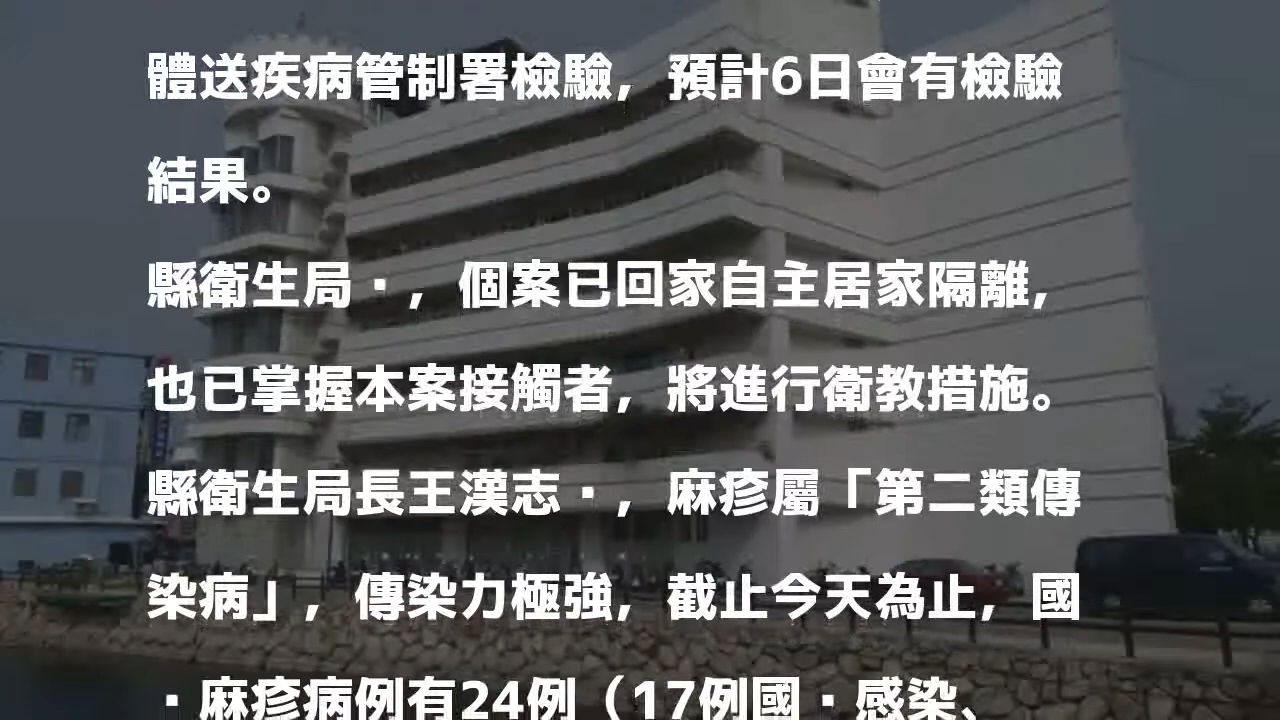 體送疾病管制署檢驗，預計6日會有檢驗
結果。
縣衛生局·，個案已回家自主居家隔離，
也已掌握本案接觸者，將進行衛教措施。
縣衛生局長王漢志·，麻疹屬「第二類傳
染病」，傳染力極強，截止今天為止，國
·麻疹病例有24例（17例國·感染、